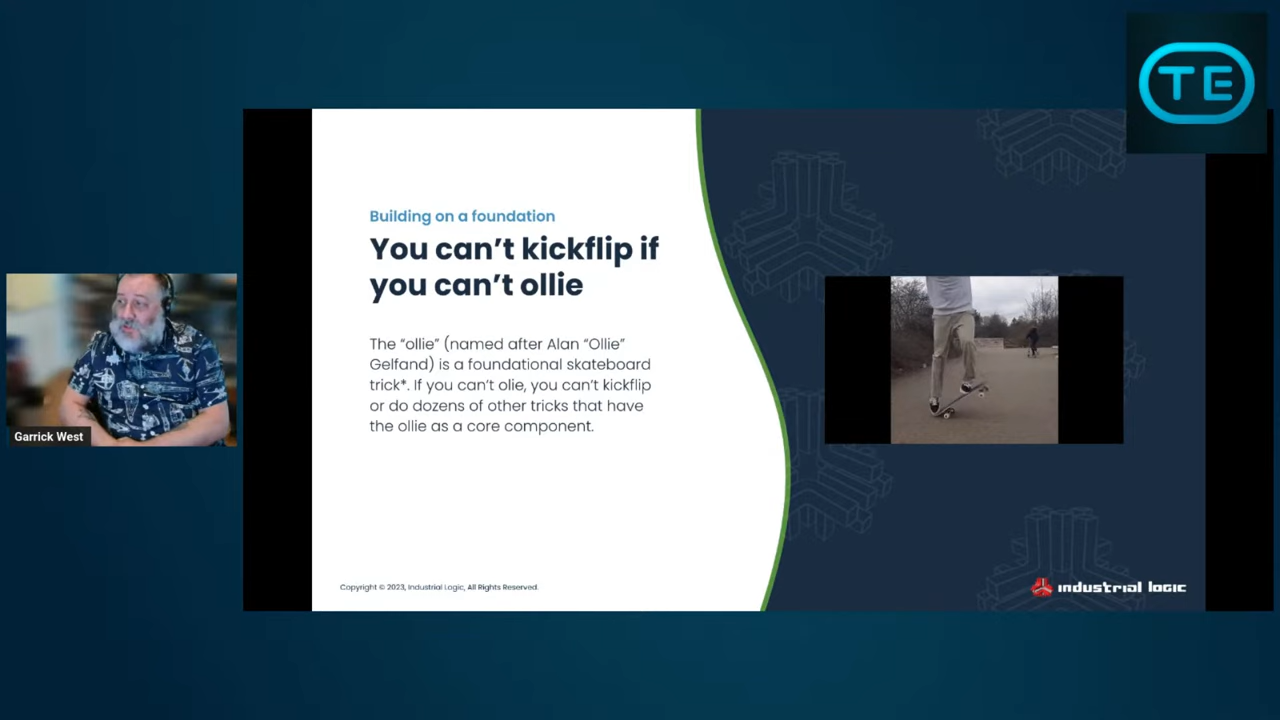 TE
Building on a foundation
You can’t kickflip if
you can’t ollie
The “ollie” (named after Alan “Ollie”
Gelfand) is a foundational skateboard
trick*. If you can’t olie, you can’t kickflip
or do dozens of other tricks that have
the ollie as a core component.
Garrick West
Copyright © 2023, Industrial Logic, All Rights Reserved.
industrial logic